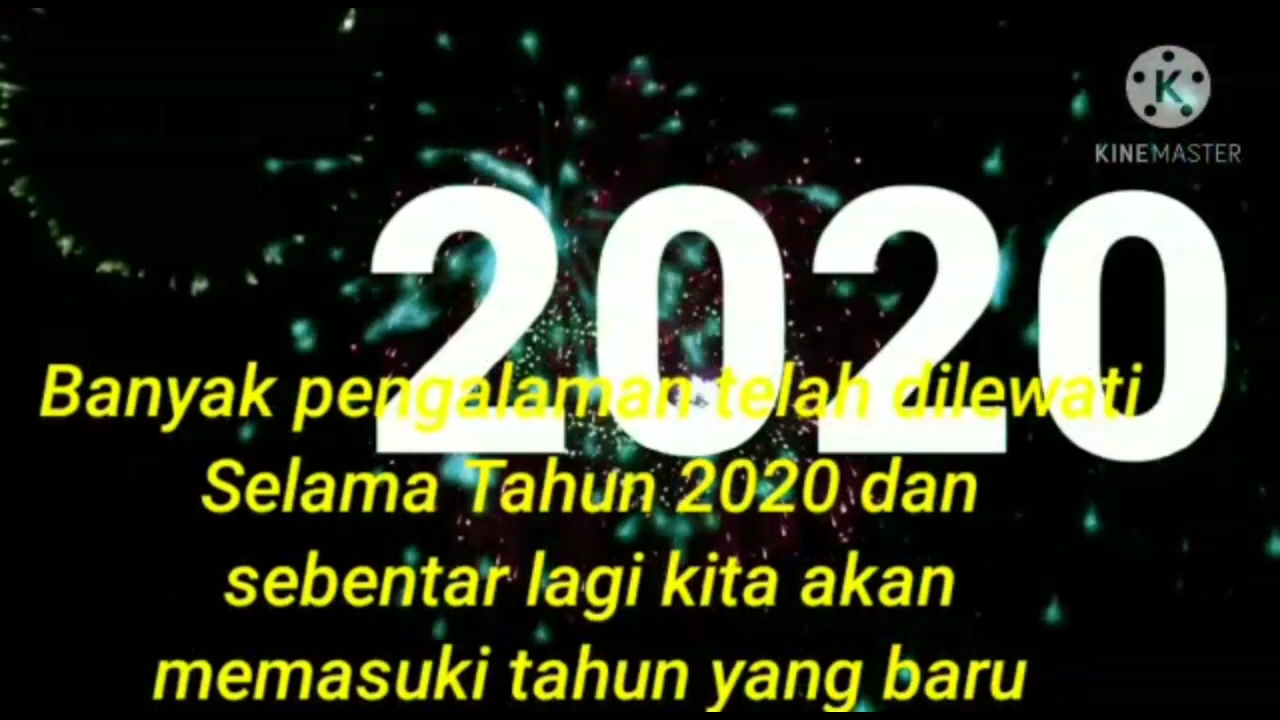 KINEMASTER
2020
Banyak pengalaman telah dilewati
Selama Tahun 2020 dan
sebentar lagi kita akan
memasuki tahun yang baru